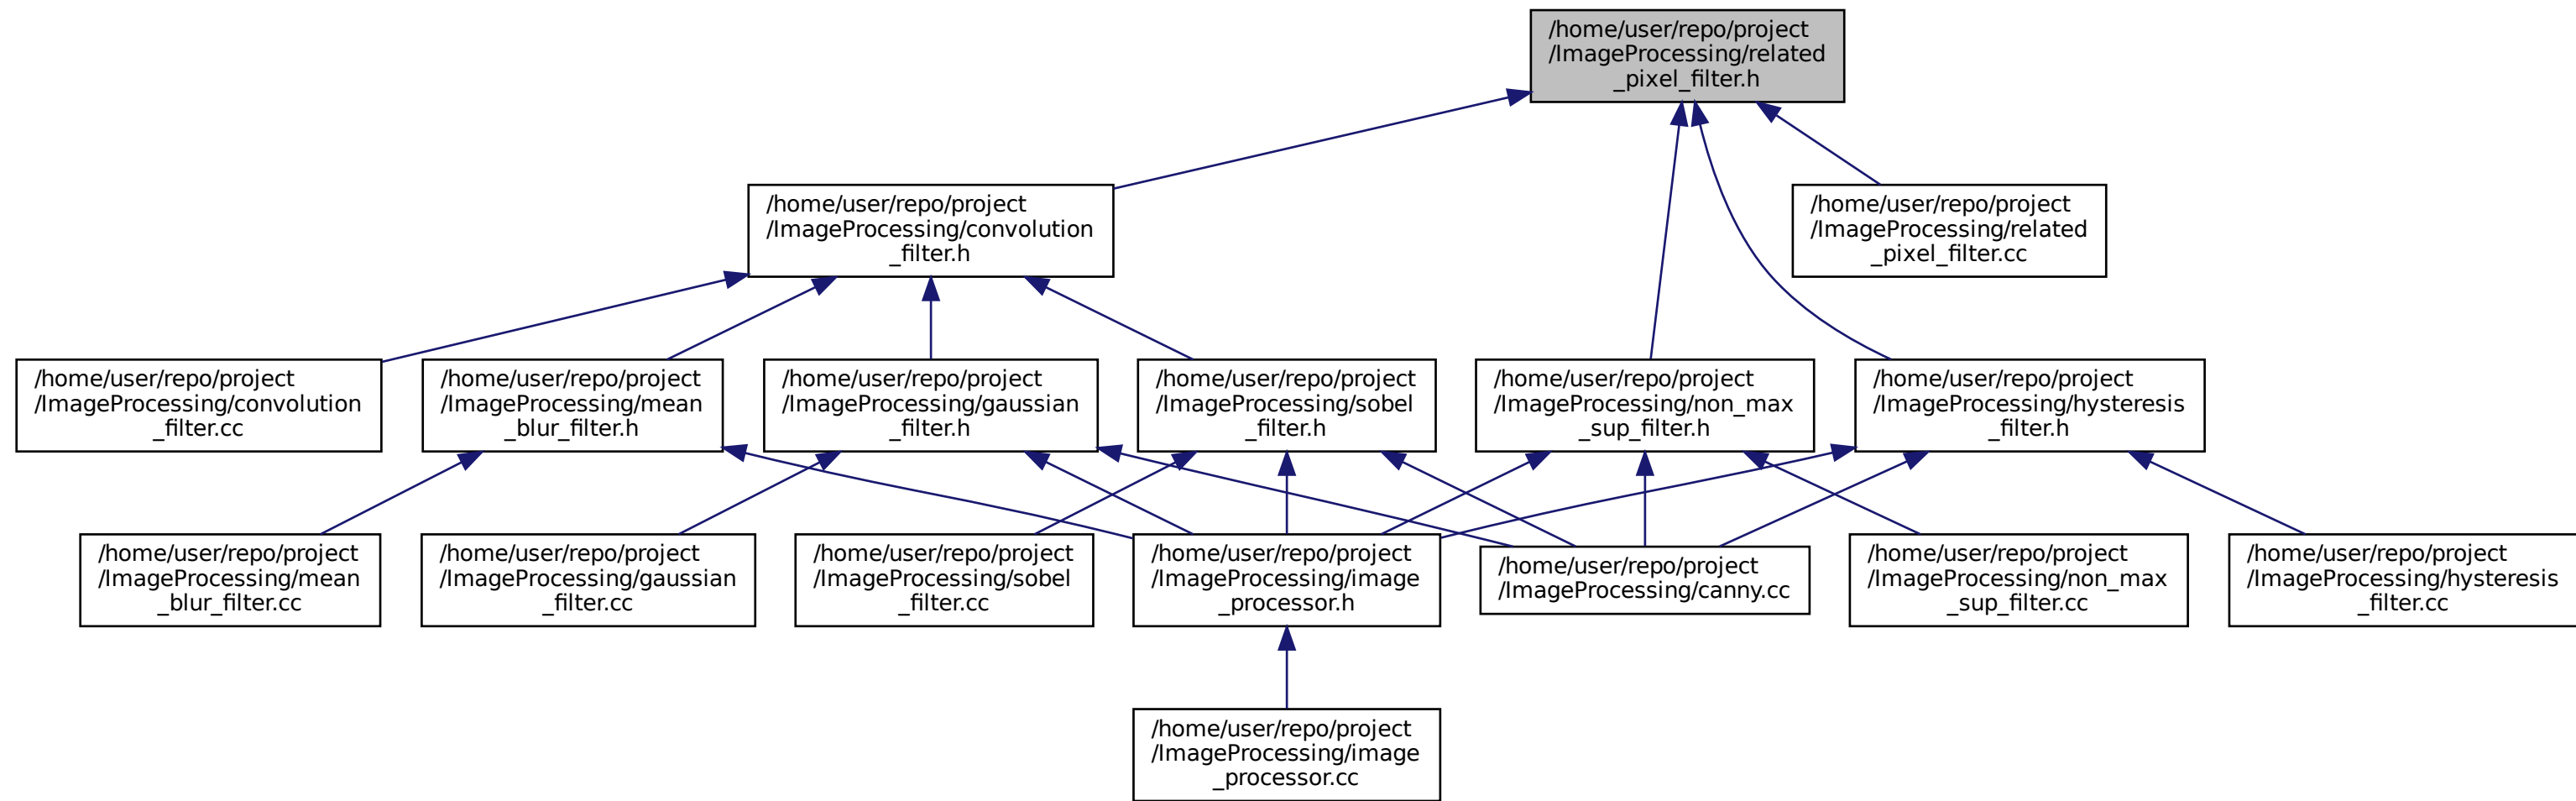 /home/user/repo/project
/ImageProcessing/related
_pixel_filter.h
/home/user/repo/project
/ImageProcessing/convolution
_filter.h
/home/user/repo/project
/ImageProcessing/related
_pixel_filter.cc
/home/user/repo/project
/ImageProcessing/convolution
_filter.cc
/home/user/repo/project
/ImageProcessing/mean
_blur_filter.h
/home/user/repo/project
/ImageProcessing/gaussian
_filter.h
/home/user/repo/project
/ImageProcessing/sobel
_filter.h
/home/user/repo/project
/ImageProcessing/non_max
_sup_filter.h
/home/user/repo/project
/ImageProcessing/hysteresis
_filter.h
/home/user/repo/project
/ImageProcessing/mean
_blur_filter.cc
/home/user/repo/project
/ImageProcessing/gaussian
_filter.cc
/home/user/repo/project
/ImageProcessing/sobel
_filter.cc
/home/user/repo/project
/ImageProcessing/image
_processor.h
/home/user/repo/project
/ImageProcessing/canny.cc
/home/user/repo/project
/ImageProcessing/non_max
_sup_filter.cc
/home/user/repo/project
/ImageProcessing/hysteresis
_filter.cc
/home/user/repo/project
/ImageProcessing/image
_processor.cc